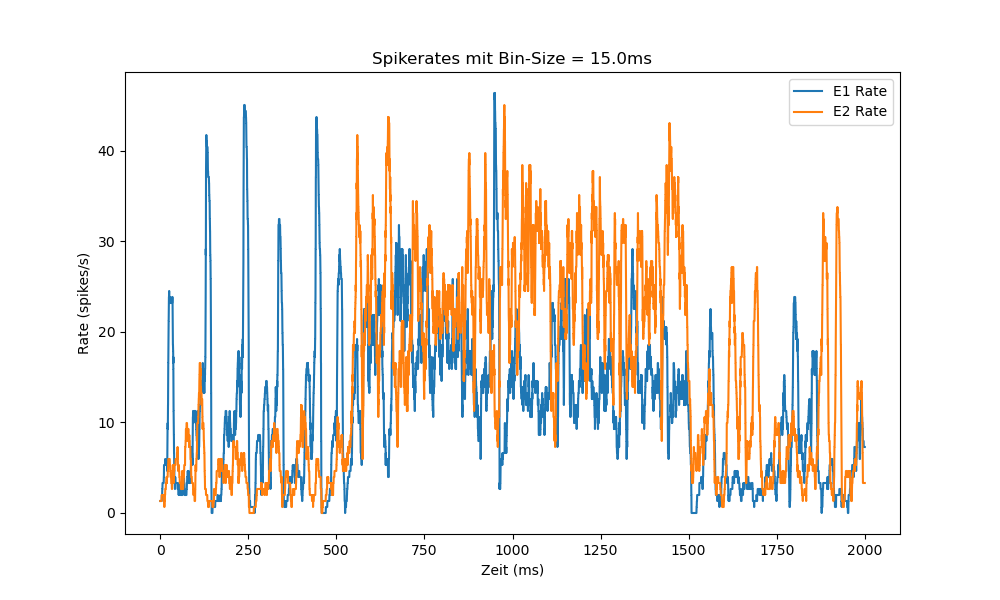 Spikerates mit Bin-Size = 15.0ms
E1 Rate
E2 Rate
Rate (spikes/s)
40
30
20
10
0
0 250 500 750 1000 1250 1500 1750 2000
Zeit (ms)